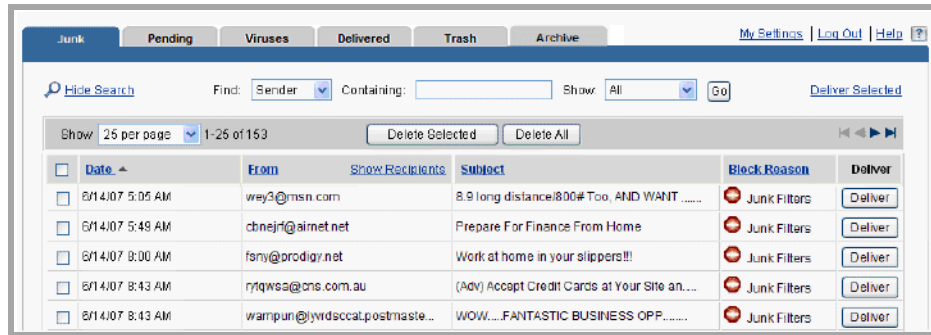 Junk Pending Viruses Delivered Trash Archive My Settings | Log Out | Help ?
Hide Search Find: Sender Containing: Show: All Go Deliver Selected
Show 25 per page 1-25 of 153 Delete Selected Delete All
Date From Show Recipients Subject Block Reason Deliver
6/14/07 5:05 AM wey3@msn.com 8.9 long distance/800# Too, AND WANT ....... Junk Filters Deliver
6/14/07 5:49 AM cbnejrf@airnet.net Prepare For Finance From Home Junk Filters Deliver
6/14/07 8:00 AM fsny@prodigy.net Work at home in your slippers!!! Junk Filters Deliver
6/14/07 8:43 AM rytqwsa@cns.com.au (Adv) Accept Credit Cards at Your Site an..... Junk Filters Deliver
6/14/07 8:43 AM WOW.....FANTASTIC BUSINESS OPP........ Junk Filters Deliver